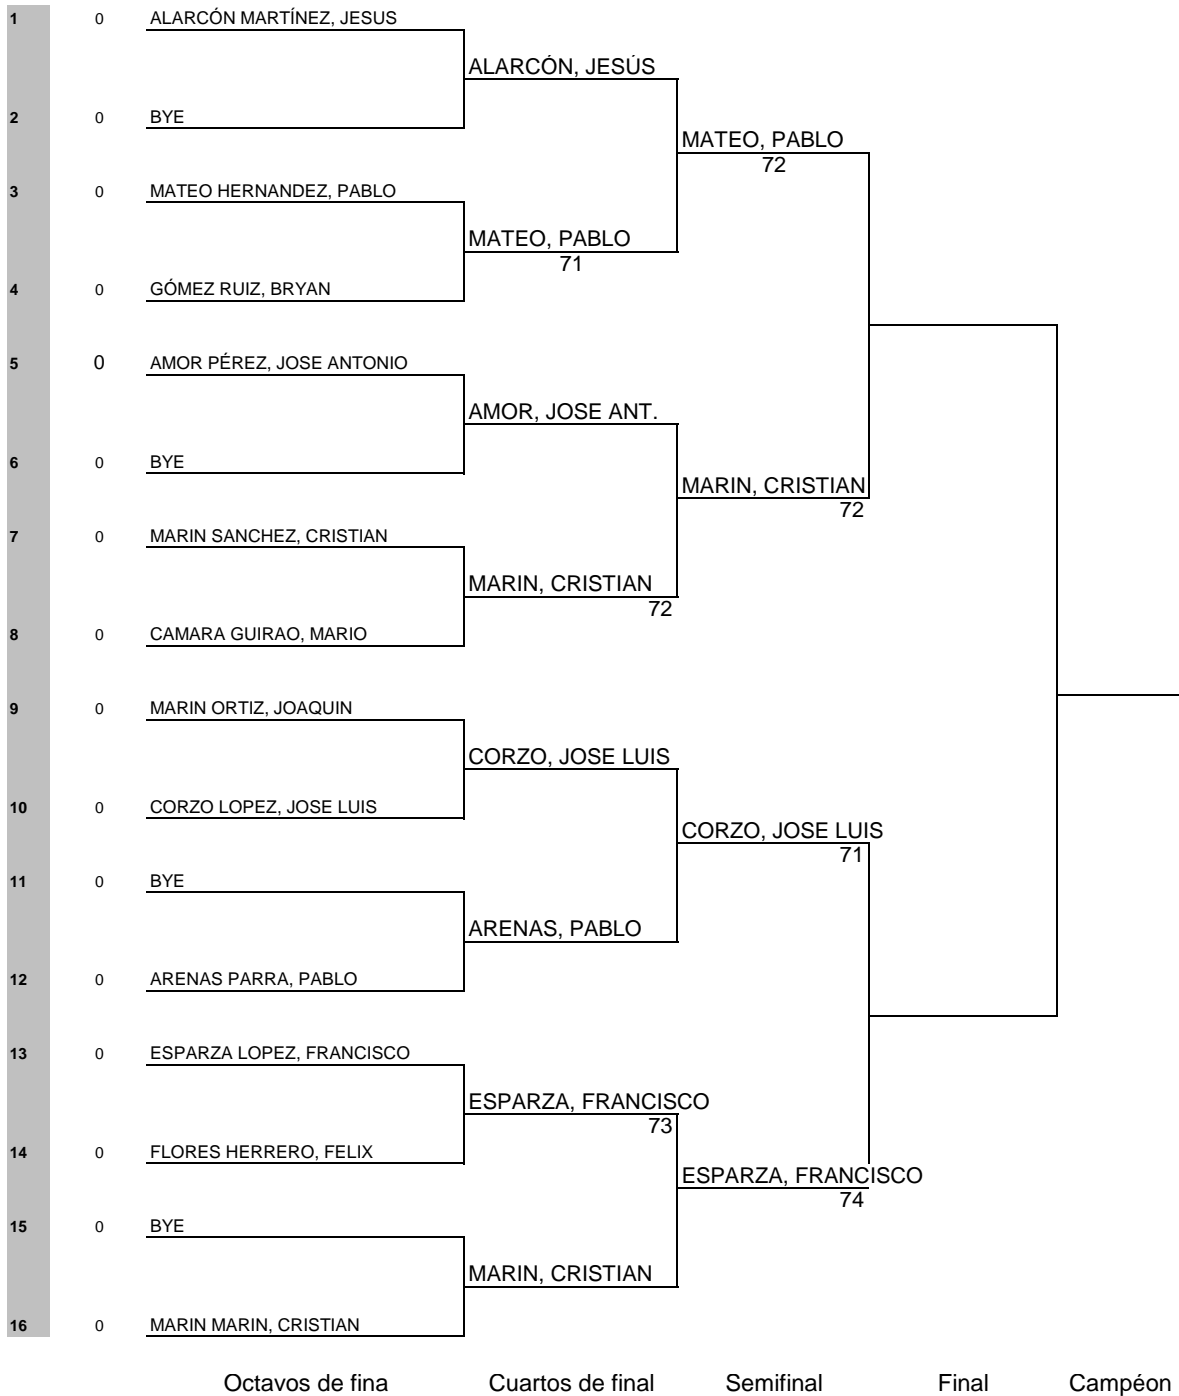 1 0 ALARCÓN MARTÍNEZ, JESUS
ALARCÓN, JESÚS
2 0 BYE
MATEO, PABLO
72
3 0 MATEO HERNANDEZ, PABLO
MATEO, PABLO
71
4 0 GÓMEZ RUIZ, BRYAN
5 0 AMOR PÉREZ, JOSE ANTONIO
AMOR, JOSE ANT.
6 0 BYE
MARIN, CRISTIAN
72
7 0 MARIN SANCHEZ, CRISTIAN
MARIN, CRISTIAN
72
8 0 CAMARA GUIRAO, MARIO
9 0 MARIN ORTIZ, JOAQUIN
CORZO, JOSE LUIS
10 0 CORZO LOPEZ, JOSE LUIS
CORZO, JOSE LUIS
71
11 0 BYE
ARENAS, PABLO
12 0 ARENAS PARRA, PABLO
13 0 ESPARZA LOPEZ, FRANCISCO
ESPARZA, FRANCISCO
73
14 0 FLORES HERRERO, FELIX
ESPARZA, FRANCISCO
74
15 0 BYE
MARIN, CRISTIAN
16 0 MARIN MARIN, CRISTIAN
Octavos de fina Cuartos de final Semifinal Final Campéon